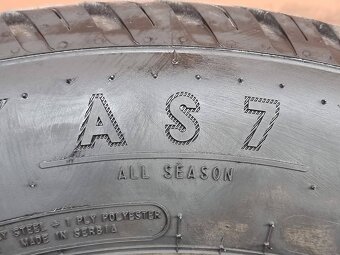 AS7
ALL SEASON
STEEL + 1 PLY POLYESTER
MADE IN SERBIA